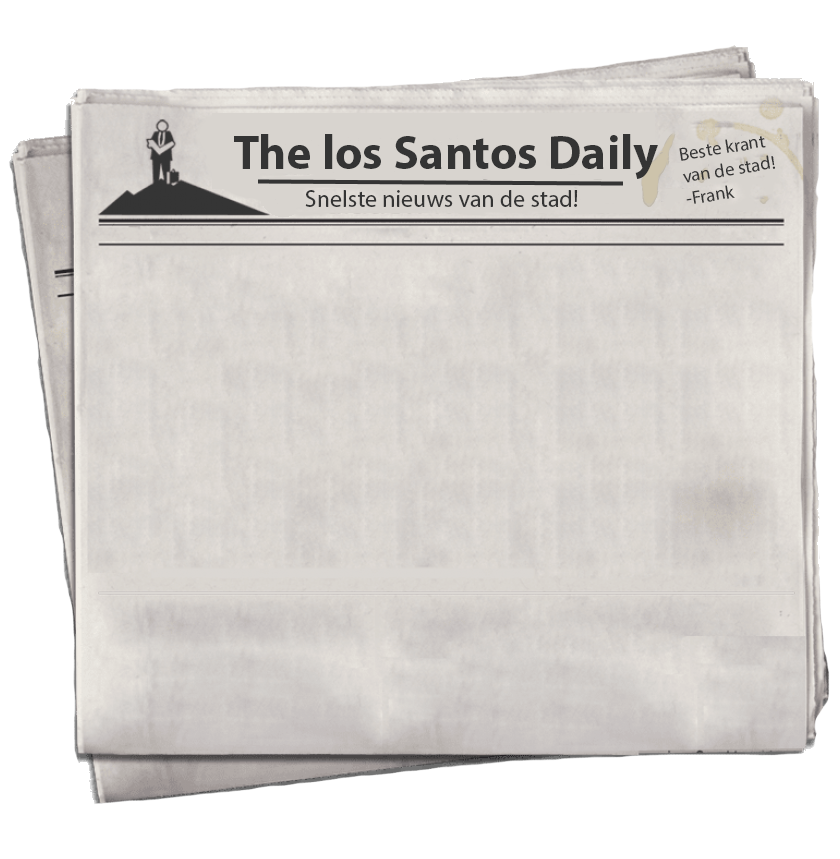 The los Santos Daily
Snelste nieuws van de stad!
Beste krant
van de stad!
-Frank